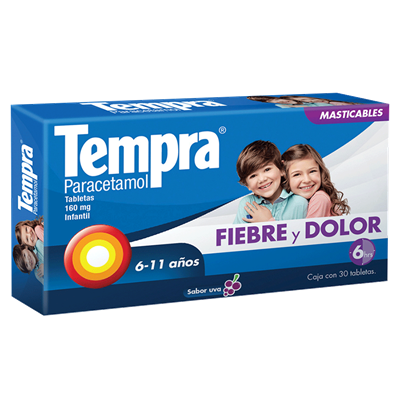 MASTICABLES
Tempra®
Paracetamol
Tabletas
160 mg
Infantil
FIEBRE y DOLOR
6 hrs
6-11 años
Caja con 30 tabletas.
Sabor uva
Tempra